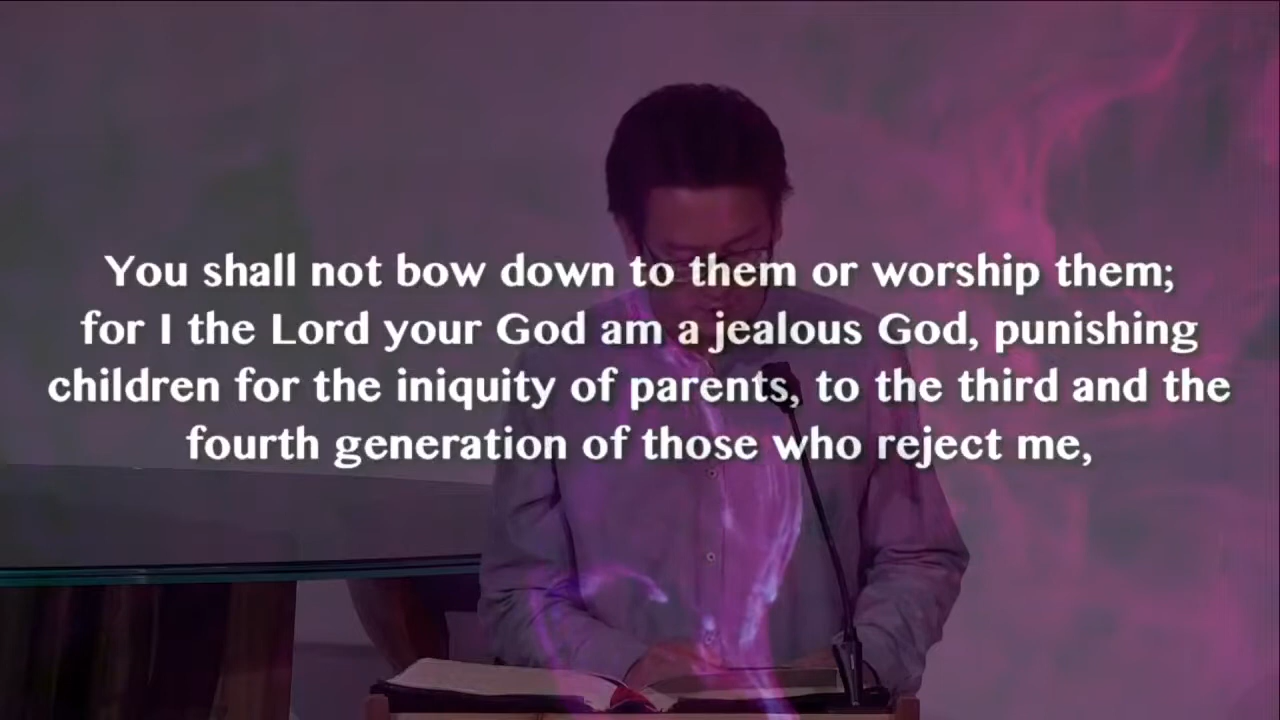 You shall not bow down to them or worship them;
for I the Lord your God am a jealous God, punishing
children for the iniquity of parents, to the third and the
fourth generation of those who reject me,